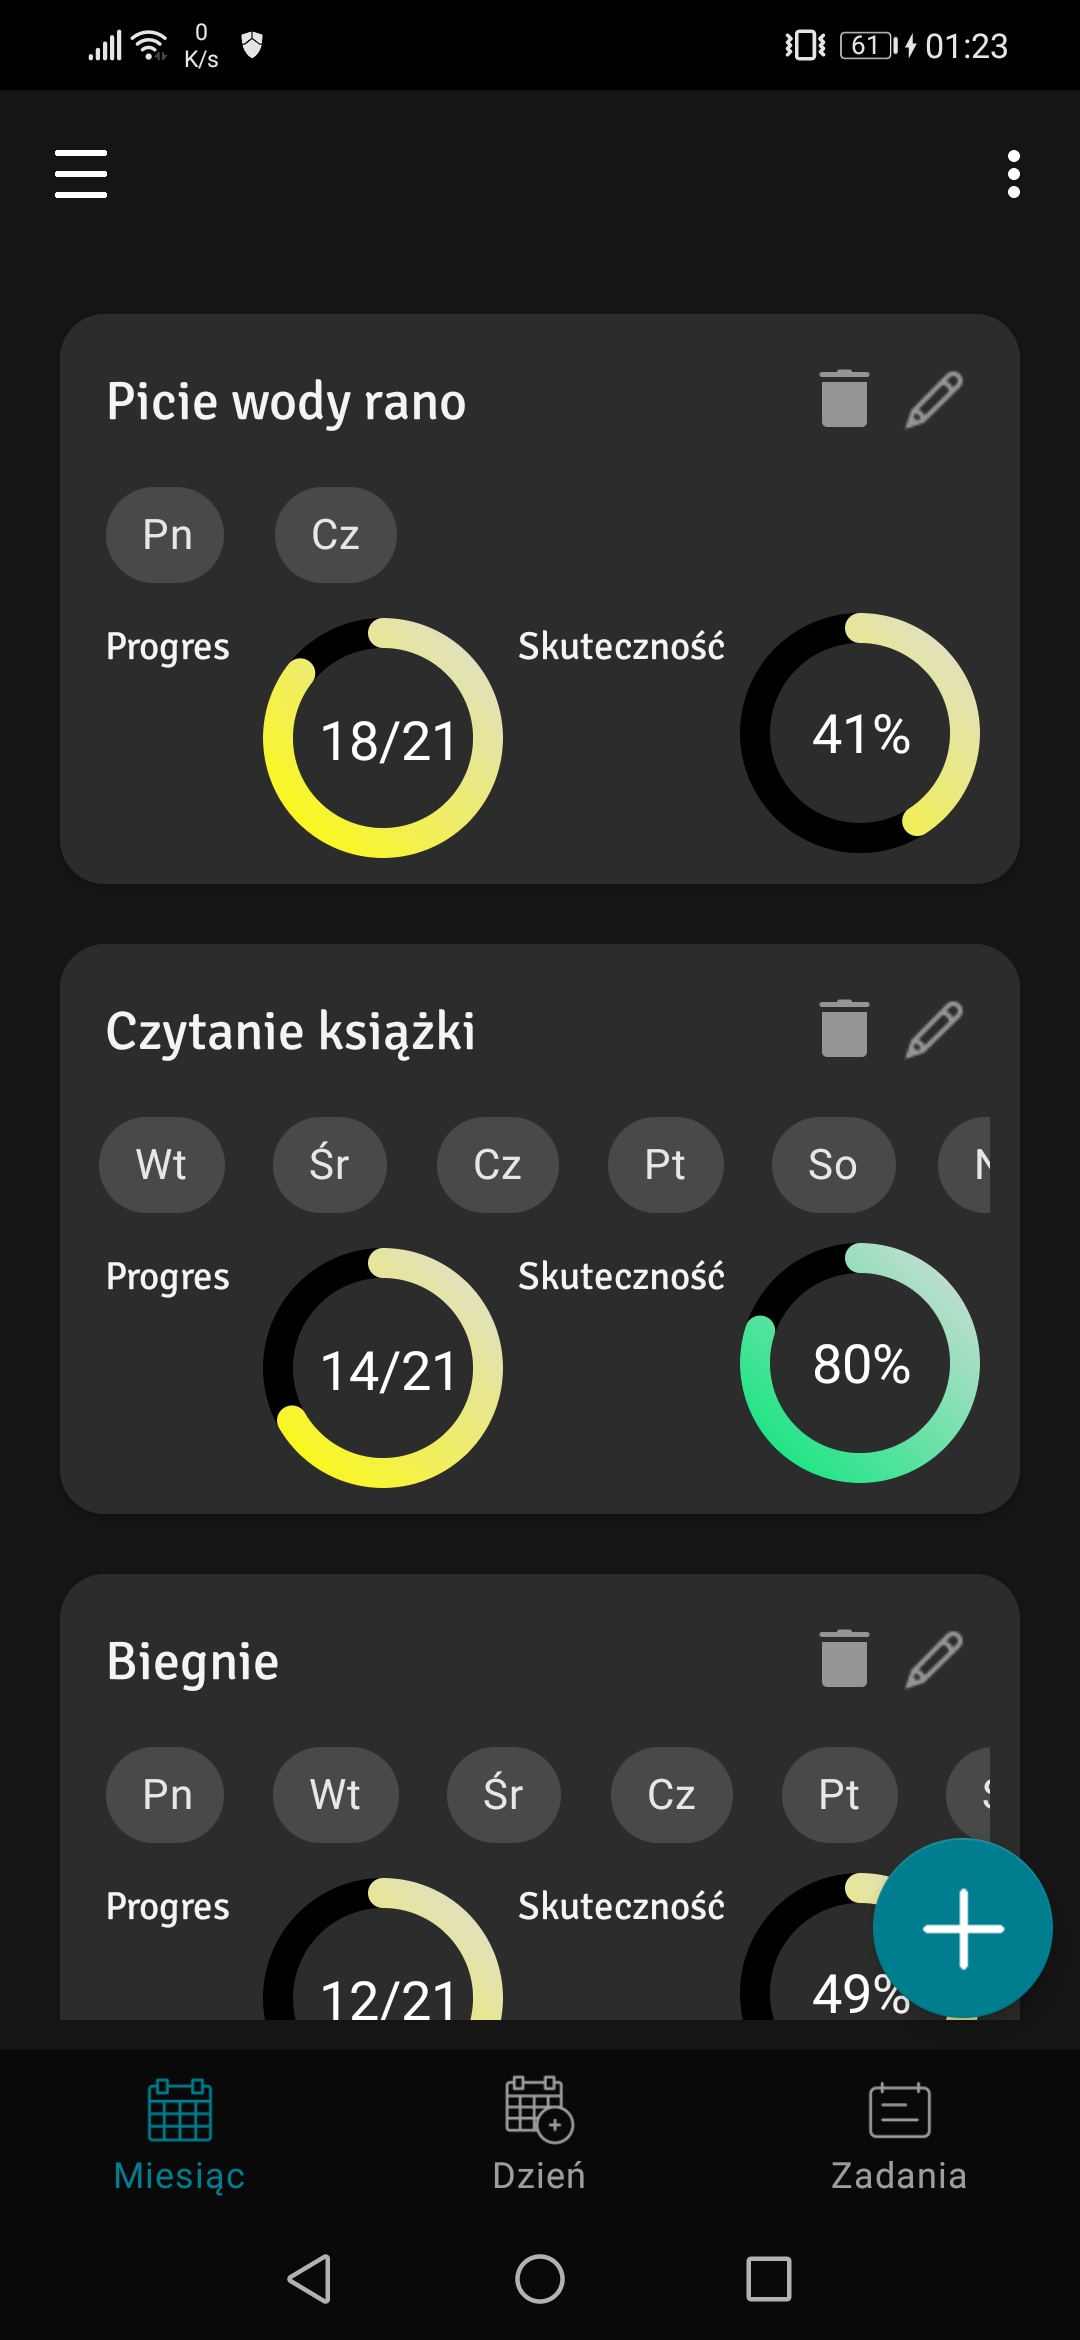 0
K/s
61
01:23
Picie wody rano
Pn Cz
Progres 18/21 Skuteczność 41%
Czytanie książki
Wt Śr Cz Pt So
Progres 14/21 Skuteczność 80%
Biegnie
Pn Wt Śr Cz Pt
Progres 12/21 Skuteczność 49%
Miesiąc Dzień Zadania